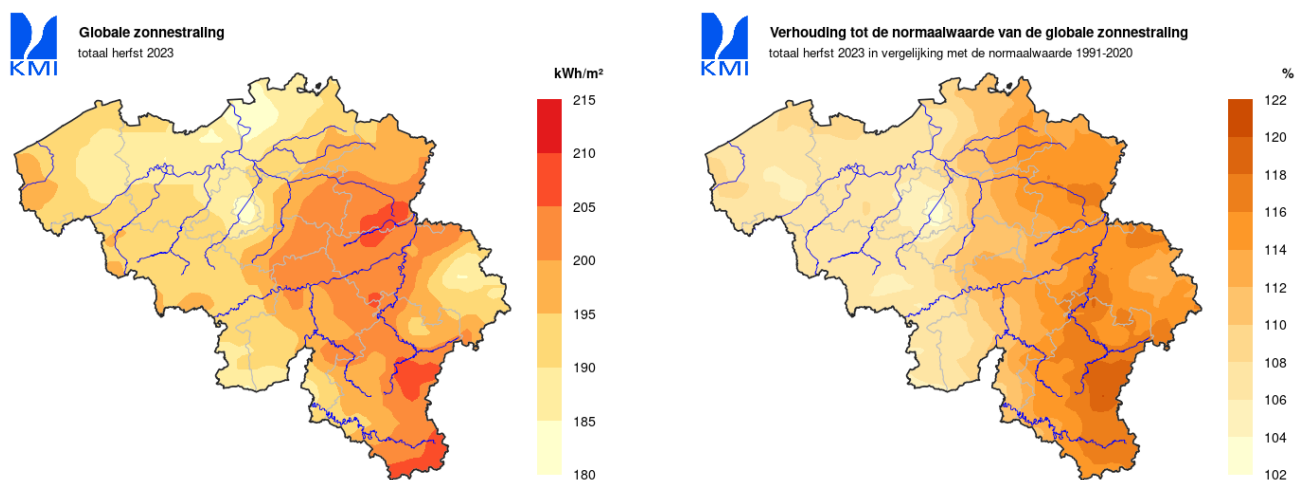 KMI
Globale zonnestraling
totaal herfst 2023
kWh/m²
215
210
205
200
195
190
185
180
KMI
Verhouding tot de normaalwaarde van de globale zonnestraling
totaal herfst 2023 in vergelijking met de normaalwaarde 1991-2020
%
122
120
118
116
114
112
110
108
106
104
102